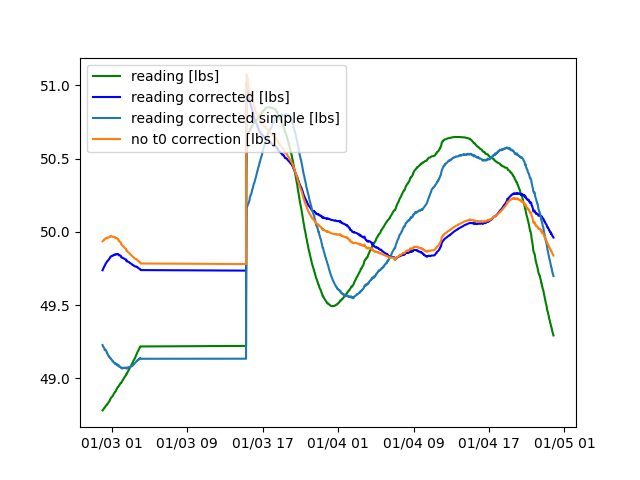 reading [lbs]
reading corrected [lbs]
reading corrected simple [lbs]
no t0 correction [lbs]
51.0
50.5
50.0
49.5
49.0
01/03 01 01/03 09 01/03 17 01/04 01 01/04 09 01/04 17 01/05 01